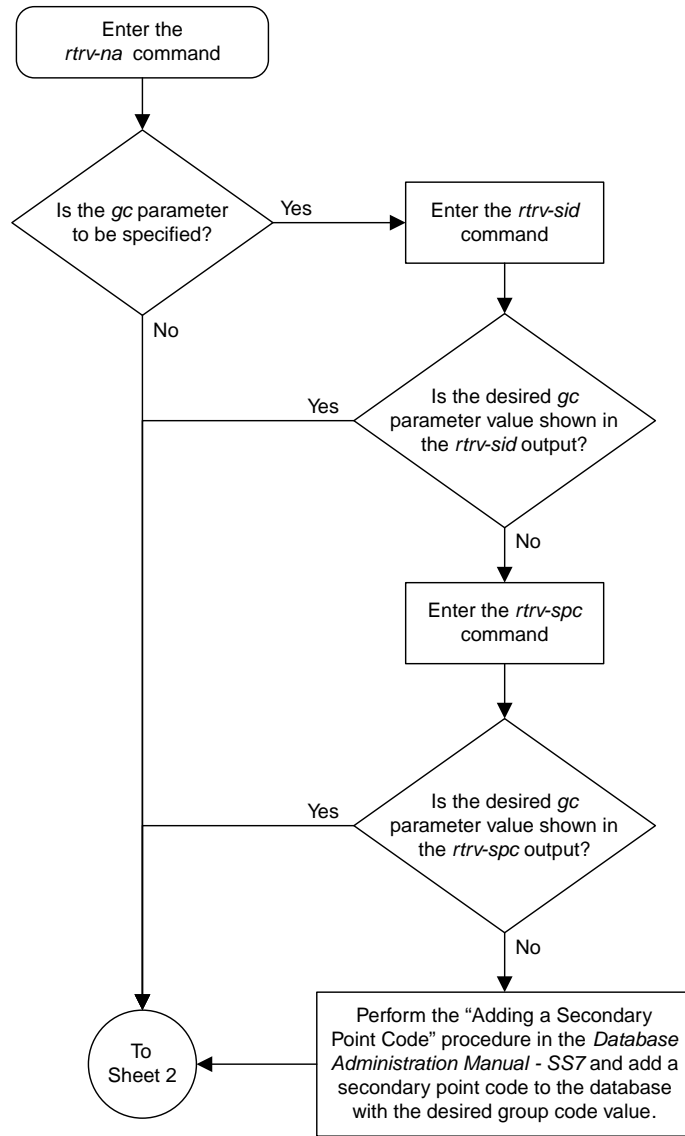 Enter the
rtrv-na command
Is the gc parameter
to be specified?
Yes
Enter the rtrv-sid
command
No
Is the desired gc
parameter value shown in
the rtrv-sid output?
Yes
No
Enter the rtrv-spc
command
Is the desired gc
parameter value shown in
the rtrv-spc output?
Yes
No
Perform the “Adding a Secondary
Point Code” procedure in the Database
Administration Manual - SS7 and add a
secondary point code to the database
with the desired group code value.
To
Sheet 2